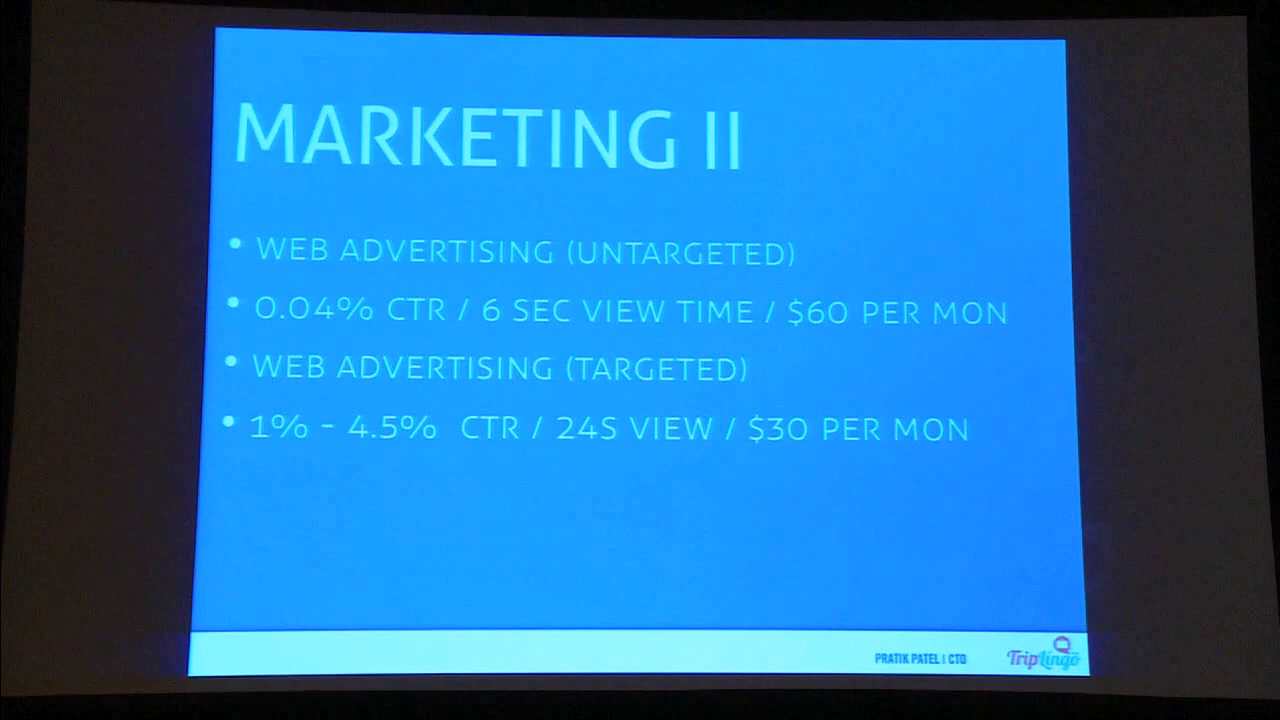 MARKETING II
• WEB ADVERTISING (UNTARGETED)
• 0.04% CTR / 6 SEC VIEW TIME / $60 PER MON
• WEB ADVERTISING (TARGETED)
• 1% - 4.5% CTR / 24S VIEW / $30 PER MON
PRATIK PATEL | CTO
TripLingo